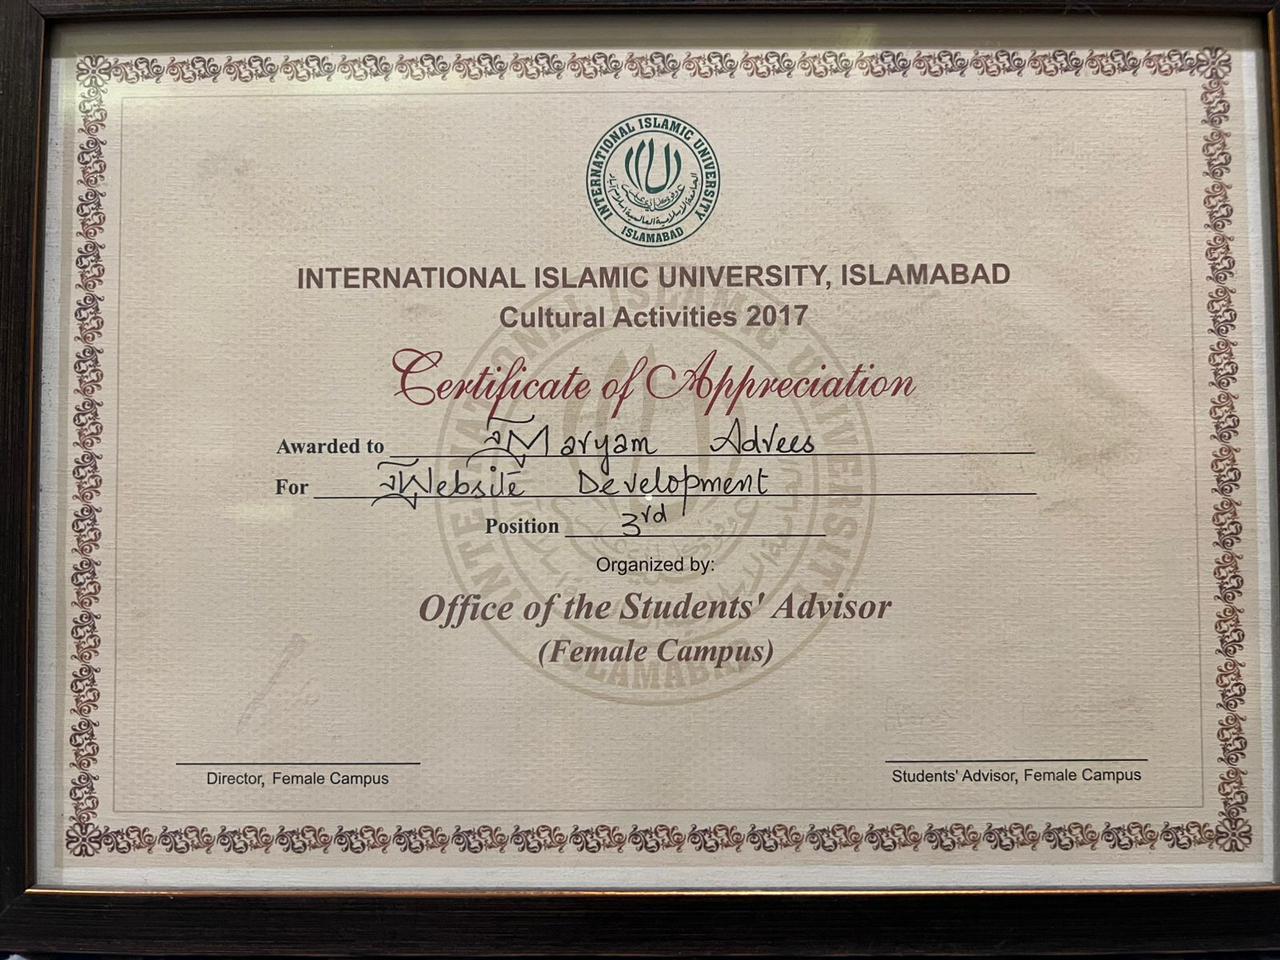 INTERNATIONAL ISLAMIC UNIVERSITY
ISLAMABAD
INTERNATIONAL ISLAMIC UNIVERSITY, ISLAMABAD
Cultural Activities 2017
Certificate of Appreciation
Awarded to Maryam Adrees
For Website Development
Position 3rd
Organized by:
Office of the Students' Advisor
(Female Campus)
Director, Female Campus
Students' Advisor, Female Campus